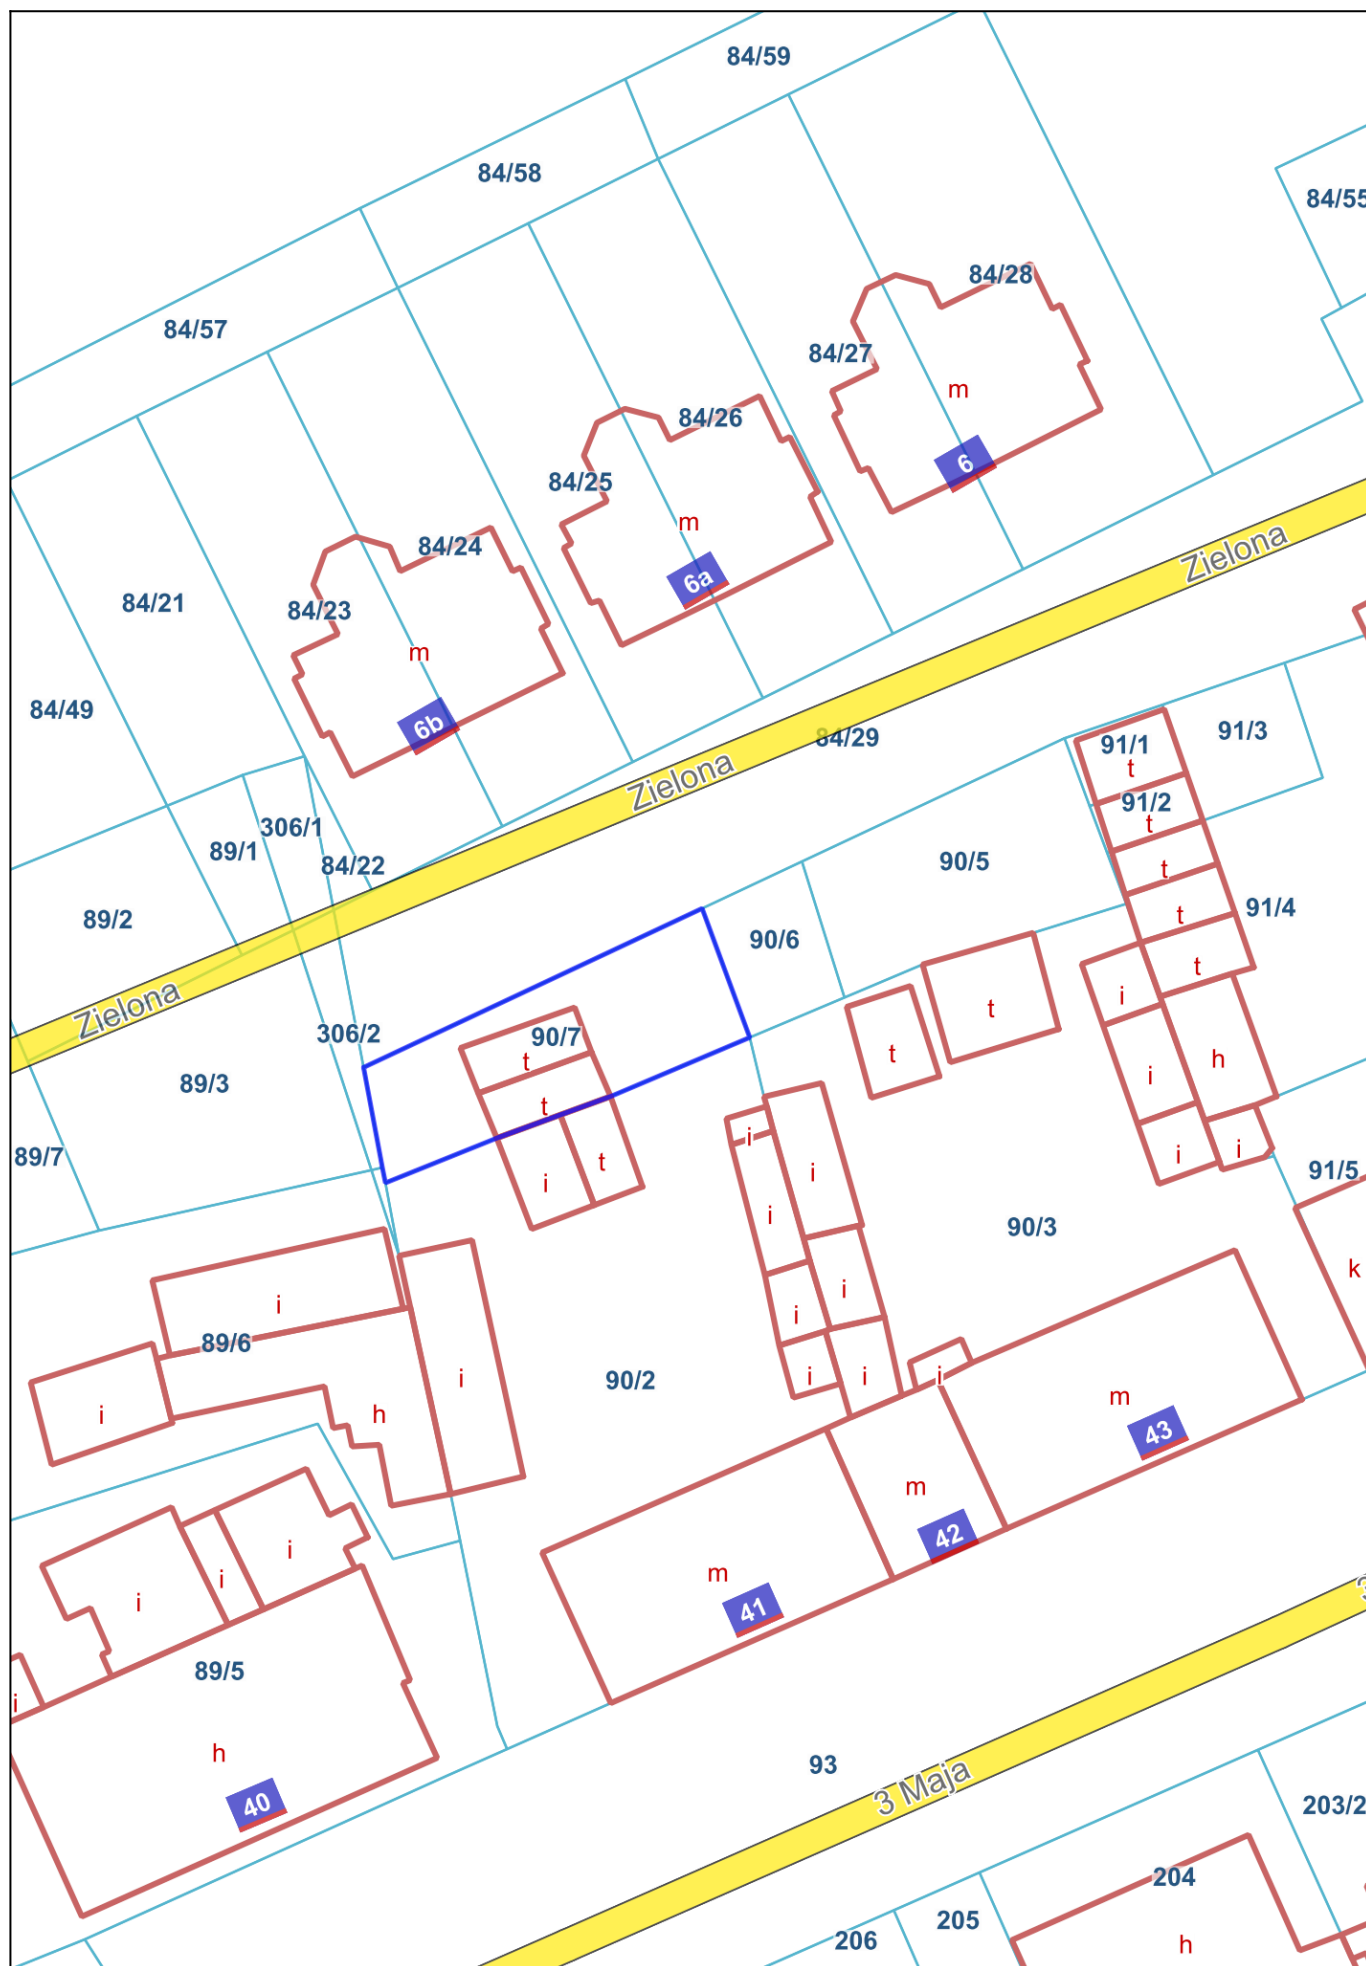 84/59
84/58
84/55
84/57
84/28
84/27
m
6
84/26
84/25
m
6a
84/24
84/23
m
6b
84/21
84/49
Zielona
Zielona
84/29
91/1
t
91/3
91/2
t
306/1
89/1
84/22
90/5
t
89/2
90/6
t
91/4
t
Zielona
306/2
90/7
t
t
i
t
h
89/3
t
i
89/7
i
t
i
i
i
i
i
91/5
i
90/3
k
i
i
i
89/6
i
i
i
i
i
90/2
m
i
h
43
m
42
i
i
i
m
41
89/5
i
h
40
93
3 Maja
203/2
204
205
206
h